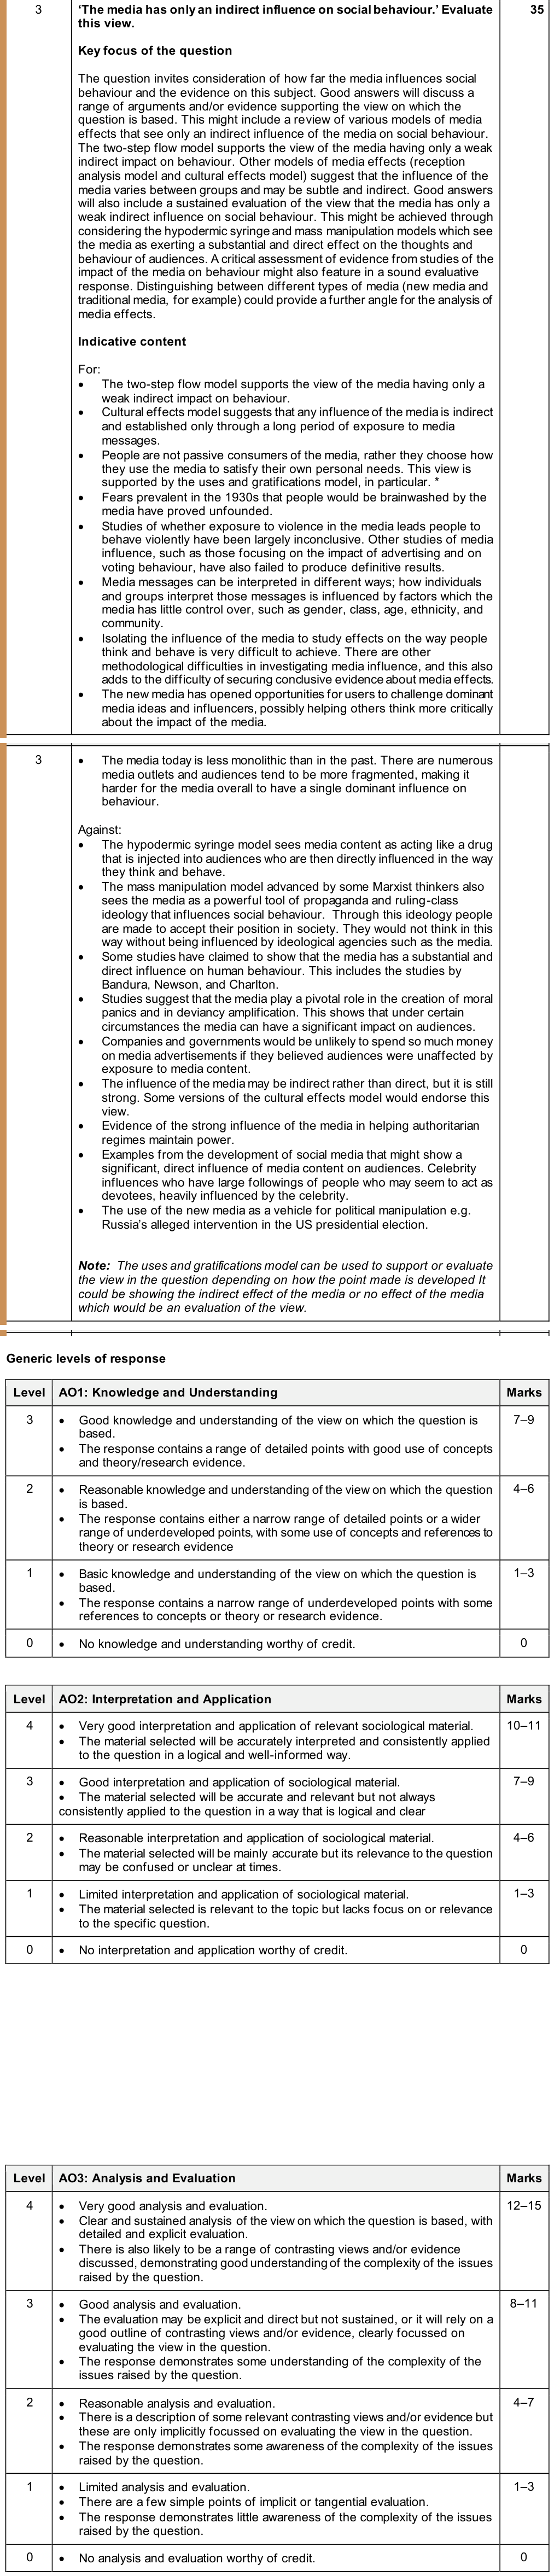 3
‘The media has only an indirect influence on social behaviour.’ Evaluate
this view.
35
Key focus of the question
The question invites consideration of how far the media influences social
behaviour and the evidence on this subject. Good answers will discuss a
range of arguments and/or evidence supporting the view on which the
question is based. This might include a review of various models of media
effects that see only an indirect influence of the media on social behaviour.
The two-step flow model supports the view of the media having only a weak
indirect impact on behaviour. Other models of media effects (reception
analysis model and cultural effects model) suggest that the influence of the
media varies between groups and may be subtle and indirect. Good answers
will also include a sustained evaluation of the view that the media has only a
weak indirect influence on social behaviour. This might be achieved through
considering the hypodermic syringe and mass manipulation models which see
the media as exerting a substantial and direct effect on the thoughts and
behaviour of audiences. A critical assessment of evidence from studies of the
impact of the media on behaviour might also feature in a sound evaluative
response. Distinguishing between different types of media (new media and
traditional media, for example) could provide a further angle for the analysis of
media effects.
Indicative content
For:
• The two-step flow model supports the view of the media having only a
weak indirect impact on behaviour.
• Cultural effects model suggests that any influence of the media is indirect
and established only through a long period of exposure to media
messages.
• People are not passive consumers of the media, rather they choose how
they use the media to satisfy their own personal needs. This view is
supported by the uses and gratifications model, in particular. *
• Fears prevalent in the 1930s that people would be brainwashed by the
media have proved unfounded.
• Studies of whether exposure to violence in the media leads people to
behave violently have been largely inconclusive. Other studies of media
influence, such as those focusing on the impact of advertising and on
voting behaviour, have also failed to produce definitive results.
• Media messages can be interpreted in different ways; how individuals
and groups interpret those messages is influenced by factors which the
media has little control over, such as gender, class, age, ethnicity, and
community.
• Isolating the influence of the media to study effects on the way people
think and behave is very difficult to achieve. There are other
methodological difficulties in investigating media influence, and this also
adds to the difficulty of securing conclusive evidence about media effects.
• The new media has opened opportunities for users to challenge dominant
media ideas and influencers, possibly helping others think more critically
about the impact of the media.
3
• The media today is less monolithic than in the past. There are numerous
media outlets and audiences tend to be more fragmented, making it
harder for the media overall to have a single dominant influence on
behaviour.
Against:
• The hypodermic syringe model sees media content as acting like a drug
that is injected into audiences who are then directly influenced in the way
they think and behave.
• The mass manipulation model advanced by some Marxist thinkers also
sees the media as a powerful tool of propaganda and ruling-class
ideology that influences social behaviour. Through this ideology people
are made to accept their position in society. They would not think in this
way without being influenced by ideological agencies such as the media.
• Some studies have claimed to show that the media has a substantial and
direct influence on human behaviour. This includes the studies by
Bandura, Newson, and Charlton.
• Studies suggest that the media play a pivotal role in the creation of moral
panics and in deviancy amplification. This shows that under certain
circumstances the media can have a significant impact on audiences.
• Companies and governments would be unlikely to spend so much money
on media advertisements if they believed audiences were unaffected by
exposure to media content.
• The influence of the media may be indirect rather than direct, but it is still
strong. Some versions of the cultural effects model would endorse this
view.
• Evidence of the strong influence of the media in helping authoritarian
regimes maintain power.
• Examples from the development of social media that might show a
significant, direct influence of media content on audiences. Celebrity
influences who have large followings of people who may seem to act as
devotees, heavily influenced by the celebrity.
• The use of the new media as a vehicle for political manipulation e.g.
Russia’s alleged intervention in the US presidential election.
Note: The uses and gratifications model can be used to support or evaluate
the view in the question depending on how the point made is developed It
could be showing the indirect effect of the media or no effect of the media
which would be an evaluation of the view.
Generic levels of response
Level AO1: Knowledge and Understanding Marks
3 • Good knowledge and understanding of the view on which the question is 7–9
based.
• The response contains a range of detailed points with good use of concepts
and theory/research evidence.
2 • Reasonable knowledge and understanding of the view on which the question 4–6
is based.
• The response contains either a narrow range of detailed points or a wider
range of underdeveloped points, with some use of concepts and references to
theory or research evidence
1 • Basic knowledge and understanding of the view on which the question is 1–3
based.
• The response contains a narrow range of underdeveloped points with some
references to concepts or theory or research evidence.
0 • No knowledge and understanding worthy of credit. 0
Level AO2: Interpretation and Application Marks
4 • Very good interpretation and application of relevant sociological material. 10–11
• The material selected will be accurately interpreted and consistently applied
to the question in a logical and well-informed way.
3 • Good interpretation and application of sociological material. 7–9
• The material selected will be accurate and relevant but not always
consistently applied to the question in a way that is logical and clear
2 • Reasonable interpretation and application of sociological material. 4–6
• The material selected will be mainly accurate but its relevance to the question
may be confused or unclear at times.
1 • Limited interpretation and application of sociological material. 1–3
• The material selected is relevant to the topic but lacks focus on or relevance
to the specific question.
0 • No interpretation and application worthy of credit. 0
Level AO3: Analysis and Evaluation Marks
4 • Very good analysis and evaluation. 12–15
• Clear and sustained analysis of the view on which the question is based, with
detailed and explicit evaluation.
• There is also likely to be a range of contrasting views and/or evidence
discussed, demonstrating good understanding of the complexity of the issues
raised by the question.
3 • Good analysis and evaluation. 8–11
• The evaluation may be explicit and direct but not sustained, or it will rely on a
good outline of contrasting views and/or evidence, clearly focussed on
evaluating the view in the question.
• The response demonstrates some understanding of the complexity of the
issues raised by the question.
2 • Reasonable analysis and evaluation. 4–7
• There is a description of some relevant contrasting views and/or evidence but
these are only implicitly focussed on evaluating the view in the question.
• The response demonstrates some awareness of the complexity of the issues
raised by the question.
1 • Limited analysis and evaluation. 1–3
• There are a few simple points of implicit or tangential evaluation.
• The response demonstrates little awareness of the complexity of the issues
raised by the question.
0 • No analysis and evaluation worthy of credit. 0